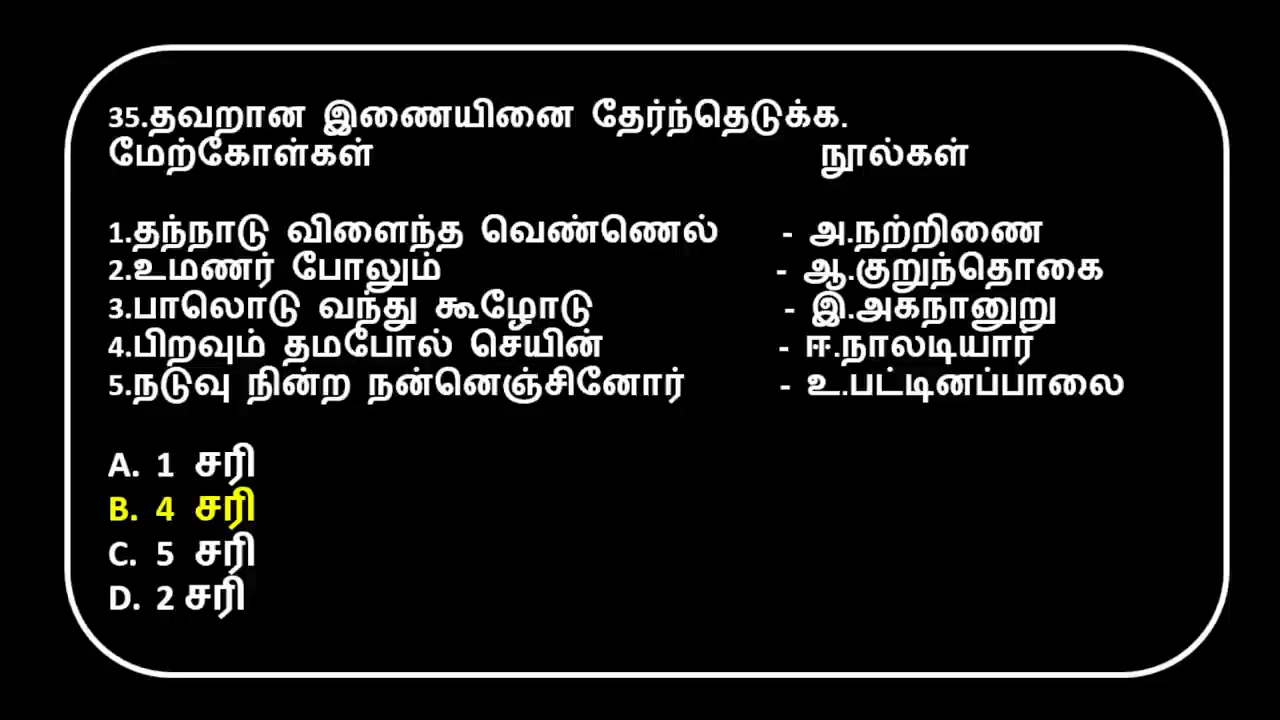 35.தவறான இணையினை தேர்ந்தெடுக்க.
மேற்கோள்கள் நூல்கள்
1.தந்நாடு விளைந்த வெண்ணெல் - அ.நற்றிணை
2.உமணர் போலும் - ஆ.குறுந்தொகை
3.பாலொடு வந்து கூழோடு - இ.அகநானுறு
4.பிறவும் தமபோல் செயின் - ஈ.நாலடியார்
5.நடுவு நின்ற நன்னெஞ்சினோர் - உ.பட்டினப்பாலை
A. 1 சரி
B. 4 சரி
C. 5 சரி
D. 2 சரி